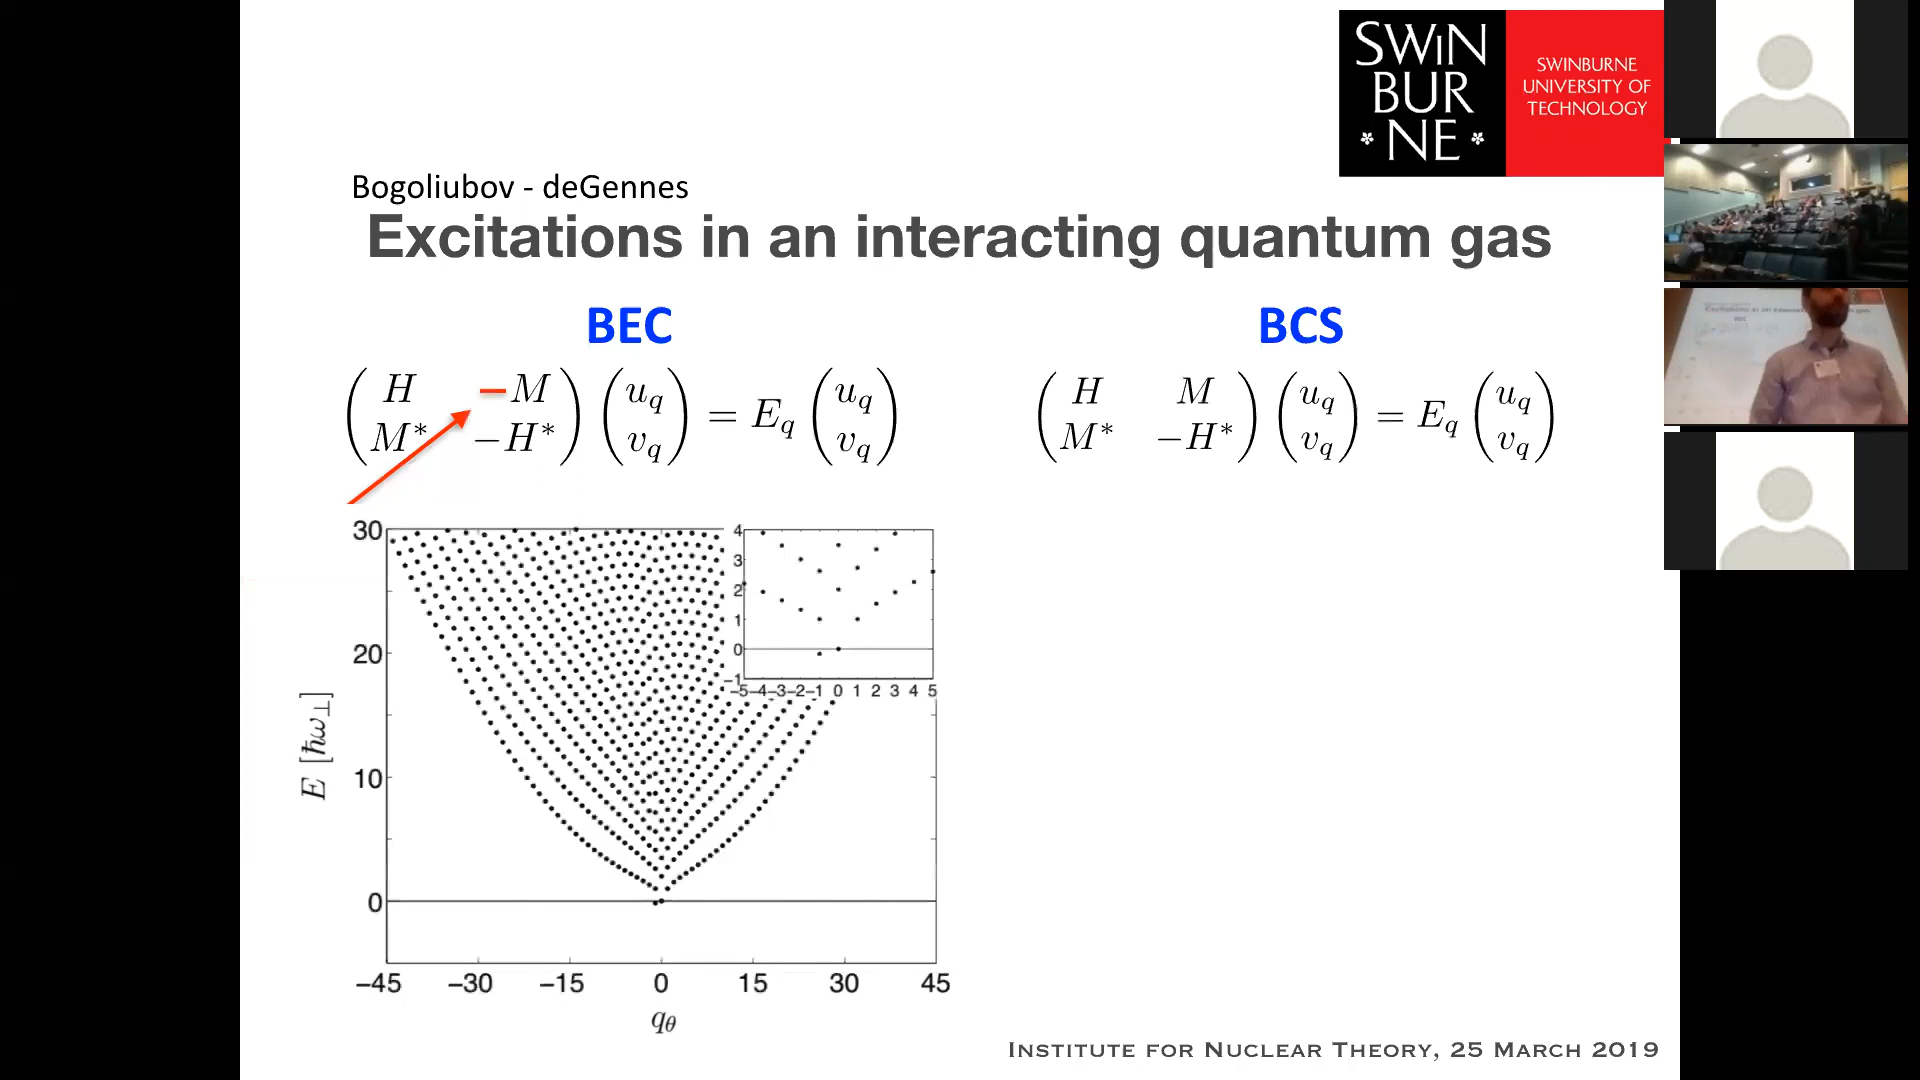 SWIN
BUR
NE
SWINBURNE
UNIVERSITY OF
TECHNOLOGY
Bogoliubov - deGennes
Excitations in an interacting quantum gas
BEC
BCS
( H −M ) ( u_q ) = E_q ( u_q )
( M* −H* ) ( v_q ) ( v_q )
( H M ) ( u_q ) = E_q ( u_q )
( M* −H* ) ( v_q ) ( v_q )
30
20
10
0
E [ħω⊥]
−45 −30 −15 0 15 30 45
q_θ
4
3
2
1
0
−1
−5 −4 −3 −2 −1 0 1 2 3 4 5
Institute for Nuclear Theory, 25 March 2019